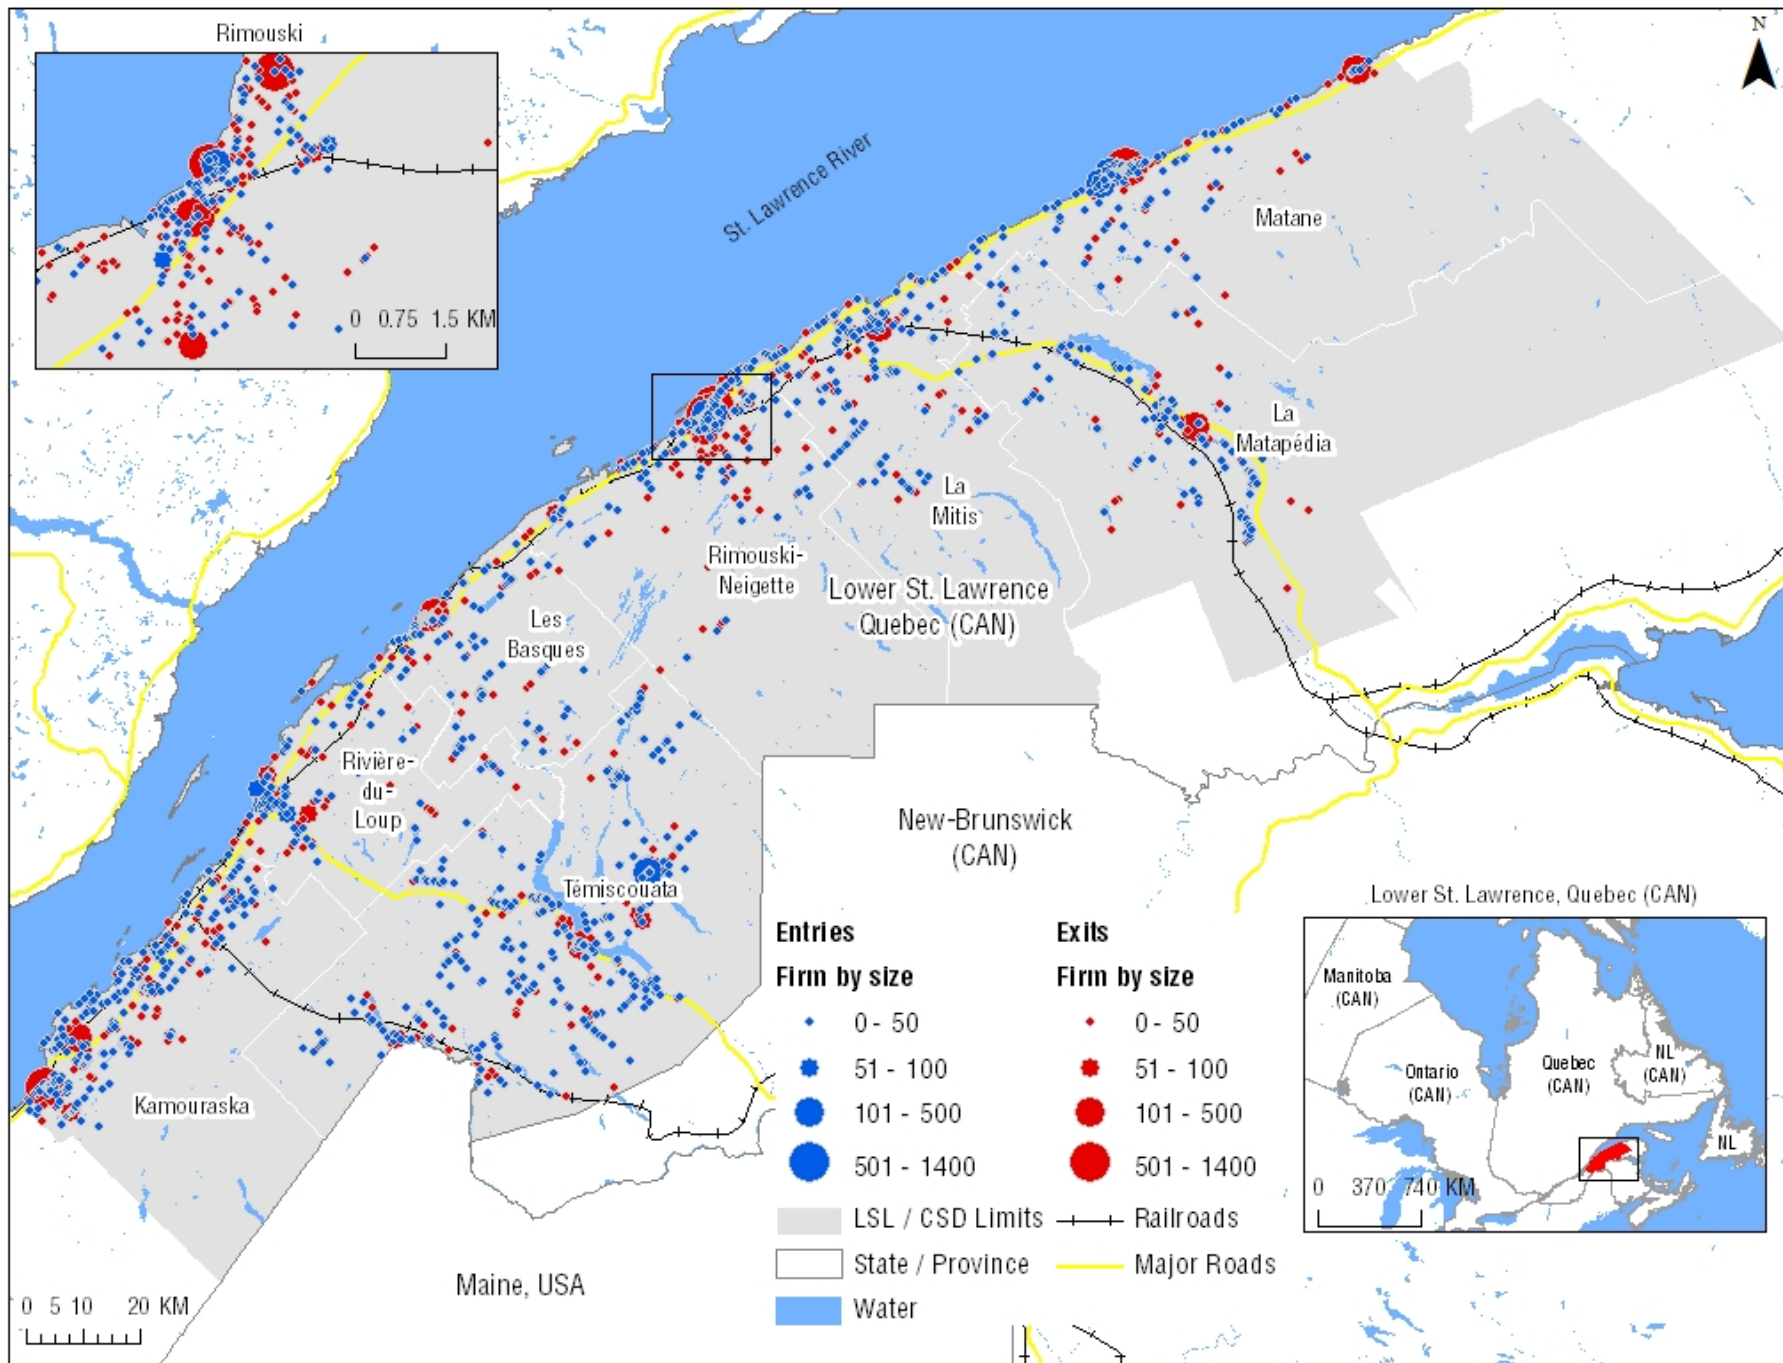 Rimouski
0 0.75 1.5 KM
N
St. Lawrence River
Matane
La
Matapédia
La
Mitis
Rimouski-
Neigette
Lower St. Lawrence
Quebec (CAN)
Les
Basques
Rivière-
du-
Loup
Témiscouata
Kamouraska
New-Brunswick
(CAN)
Maine, USA
0 5 10 20 KM
Entries
Firm by size
0 - 50
51 - 100
101 - 500
501 - 1400
Exits
Firm by size
0 - 50
51 - 100
101 - 500
501 - 1400
LSL / CSD Limits
State / Province
Water
Railroads
Major Roads
Lower St. Lawrence, Quebec (CAN)
Manitoba
(CAN)
Ontario
(CAN)
Quebec
(CAN)
NL
(CAN)
NL
0 370 740 KM